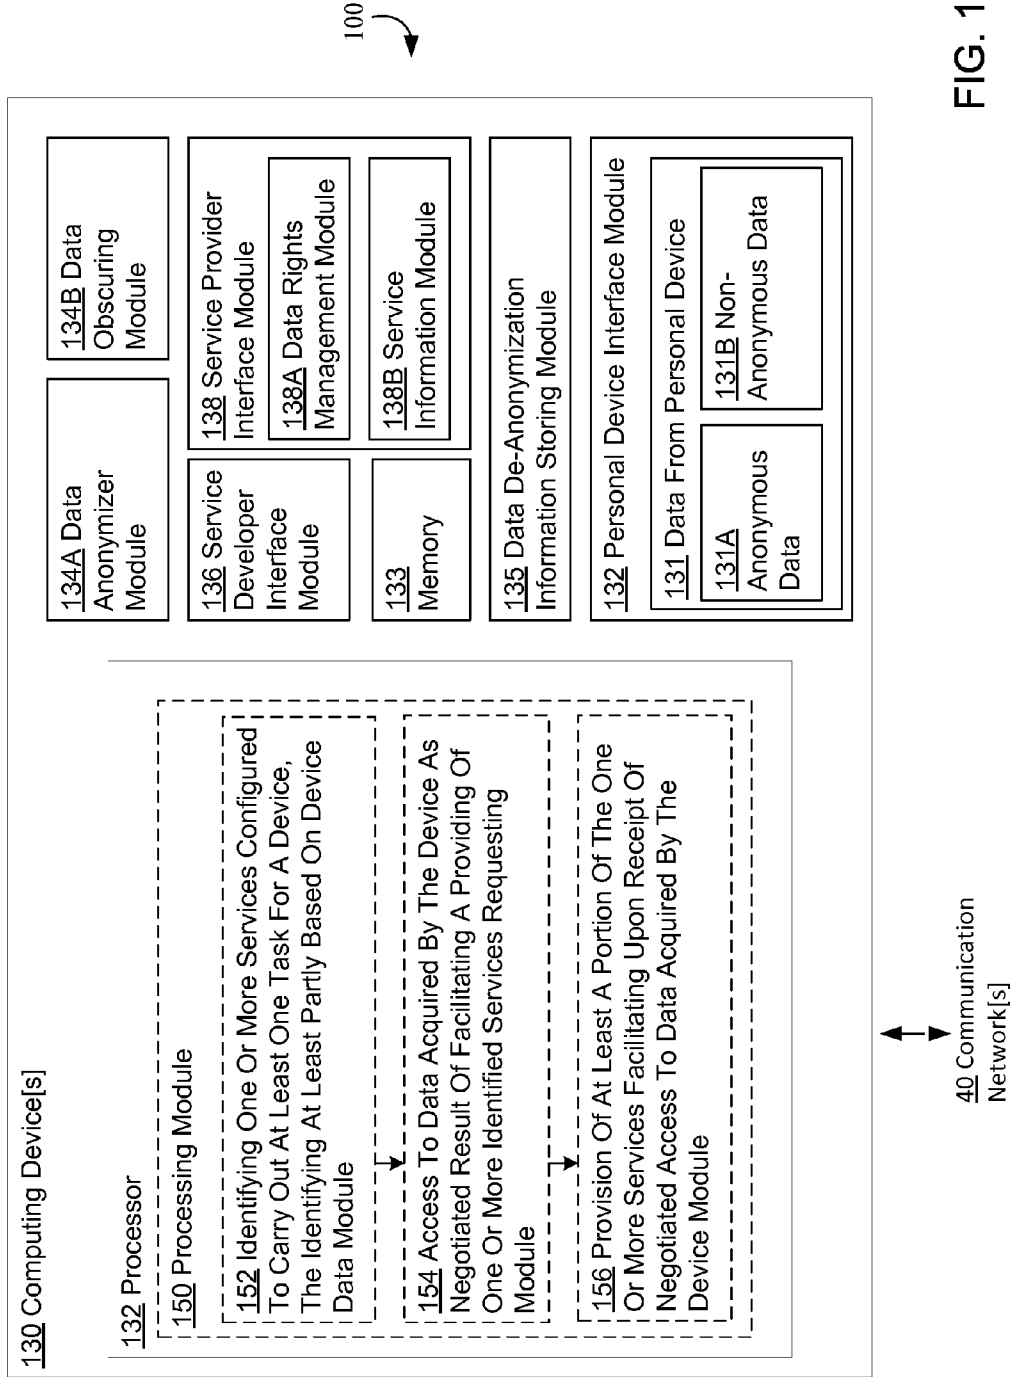 130 Computing Device[s]
132 Processor
150 Processing Module
152 Identifying One Or More Services Configured
To Carry Out At Least One Task For A Device,
The Identifying At Least Partly Based On Device
Data Module
154 Access To Data Acquired By The Device As
Negotiated Result Of Facilitating A Providing Of
One Or More Identified Services Requesting
Module
156 Provision Of At Least A Portion Of The One
Or More Services Facilitating Upon Receipt Of
Negotiated Access To Data Acquired By The
Device Module
134A Data
Anonymizer
Module
134B Data
Obscuring
Module
136 Service
Developer
Interface
Module
138 Service Provider
Interface Module
138A Data Rights
Management Module
138B Service
Information Module
133
Memory
135 Data De-Anonymization
Information Storing Module
132 Personal Device Interface Module
131 Data From Personal Device
131A
Anonymous
Data
131B Non-
Anonymous Data
100
40 Communication
Network[s]
FIG. 1